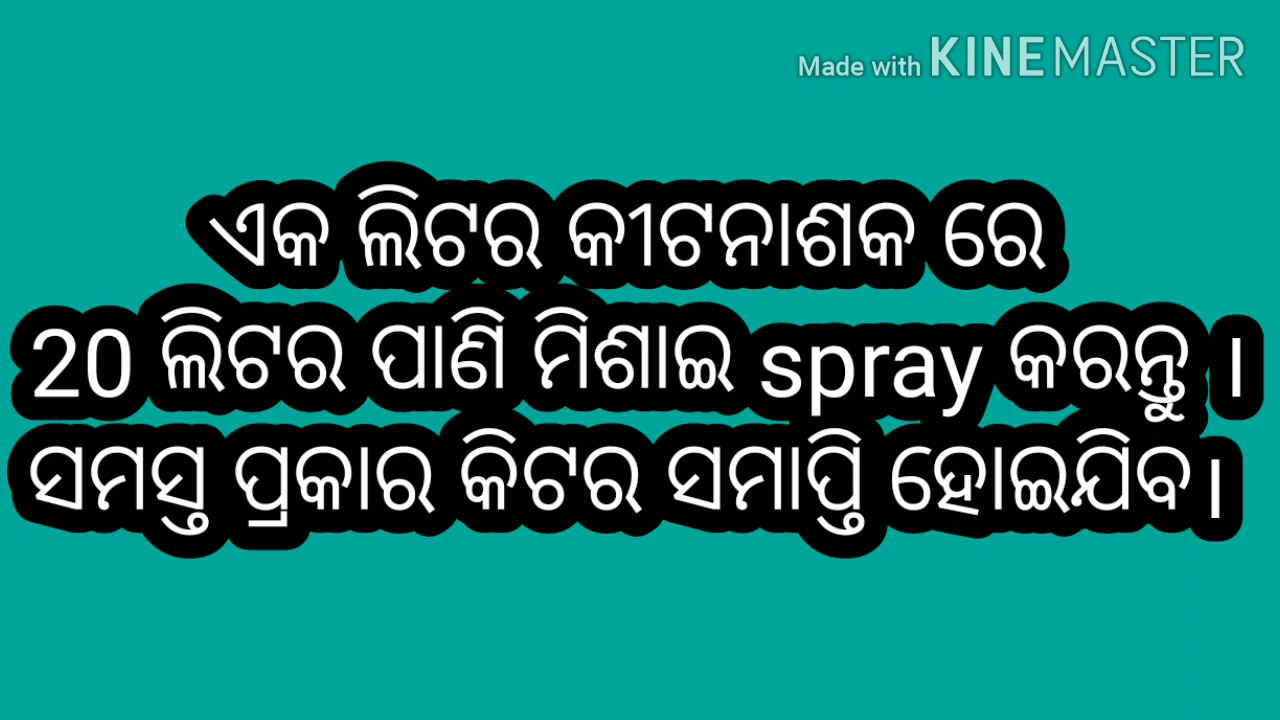 Made with KINEMASTER
ଏକ ଲିଟର କୀଟନାଶକ ରେ
20 ଲିଟର ପାଣି ମିଶାଇ spray କରନ୍ତୁ ।
ସମସ୍ତ ପ୍ରକାର କିଟର ସମାପ୍ତି ହୋଇଯିବ।